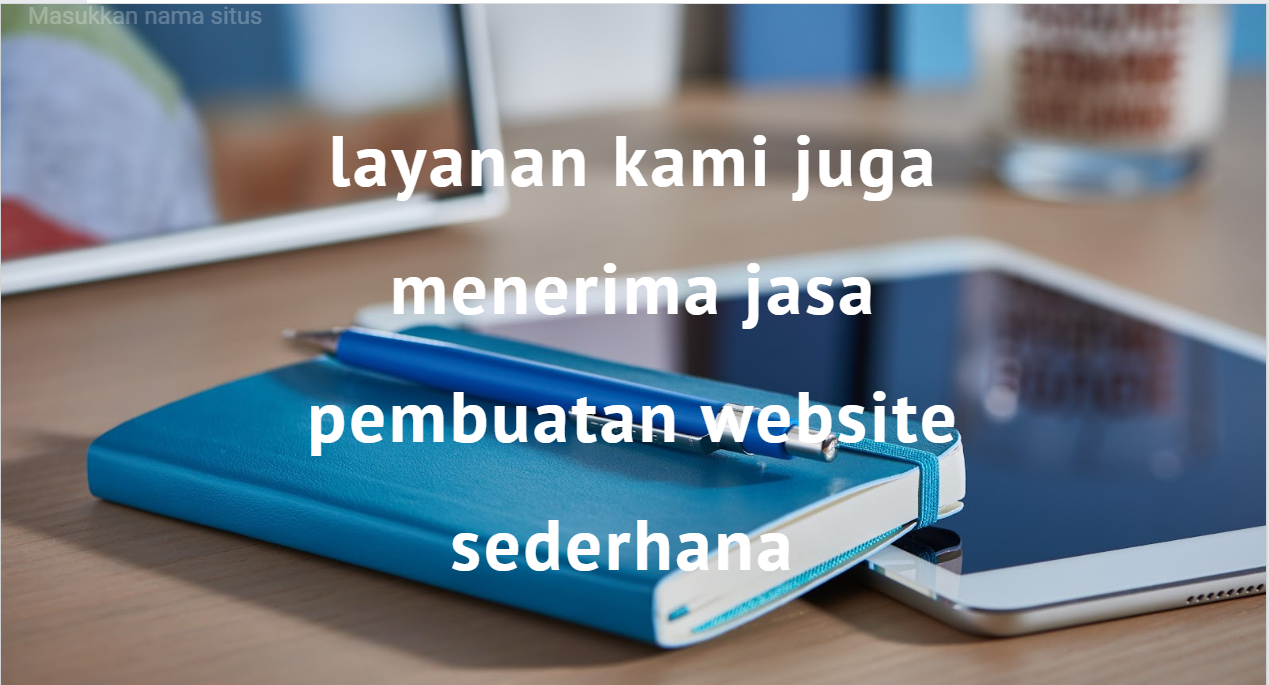 Masukkan nama situs
layanan kami juga
menerima jasa
pembuatan website
sederhana